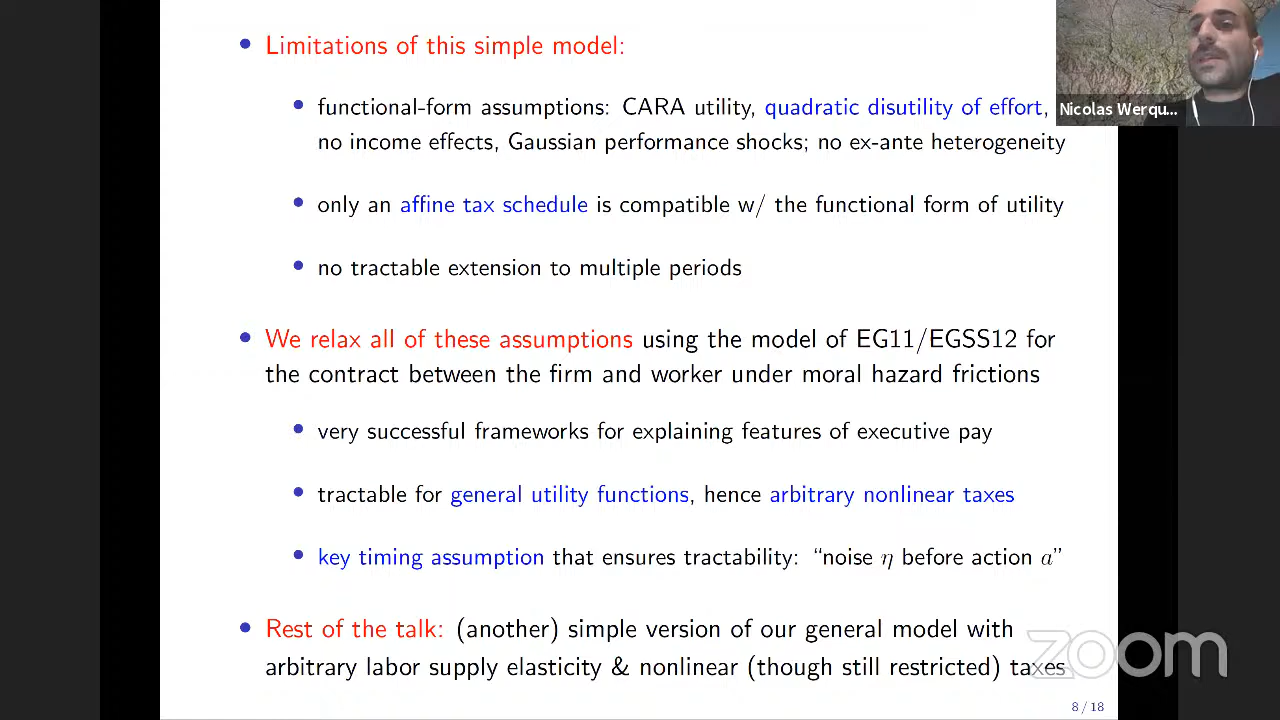 Limitations of this simple model:
functional-form assumptions: CARA utility, quadratic disutility of effort,
no income effects, Gaussian performance shocks; no ex-ante heterogeneity
only an affine tax schedule is compatible w/ the functional form of utility
no tractable extension to multiple periods
We relax all of these assumptions using the model of EG11/EGSS12 for
the contract between the firm and worker under moral hazard frictions
very successful frameworks for explaining features of executive pay
tractable for general utility functions, hence arbitrary nonlinear taxes
key timing assumption that ensures tractability: “noise η before action a”
Rest of the talk: (another) simple version of our general model with
arbitrary labor supply elasticity & nonlinear (though still restricted) taxes
8 / 18
Nicolas Werqu...
zoom